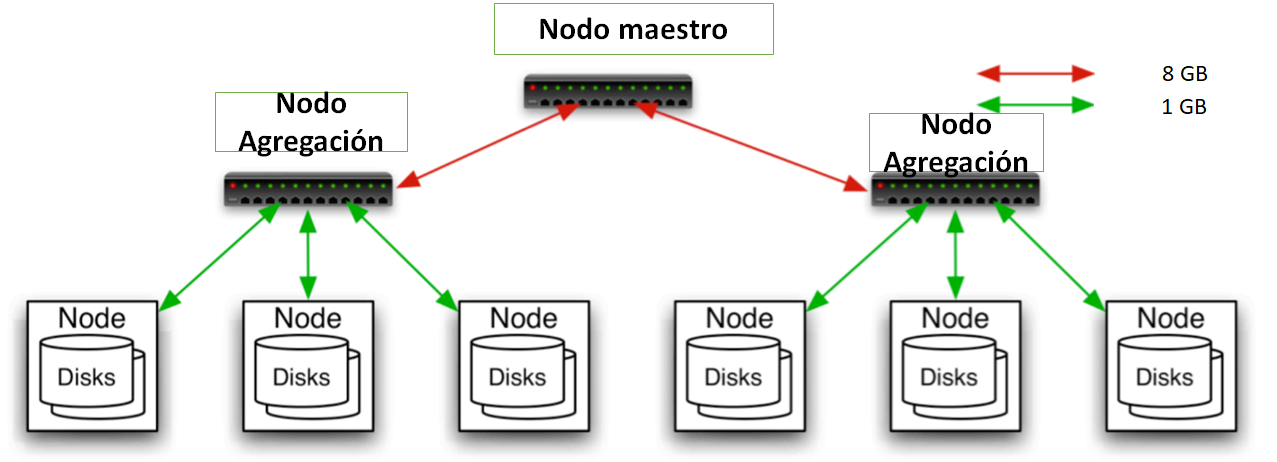 Nodo maestro
8 GB
1 GB
Nodo
Agregación
Nodo
Agregación
Node
Disks
Node
Disks
Node
Disks
Node
Disks
Node
Disks
Node
Disks